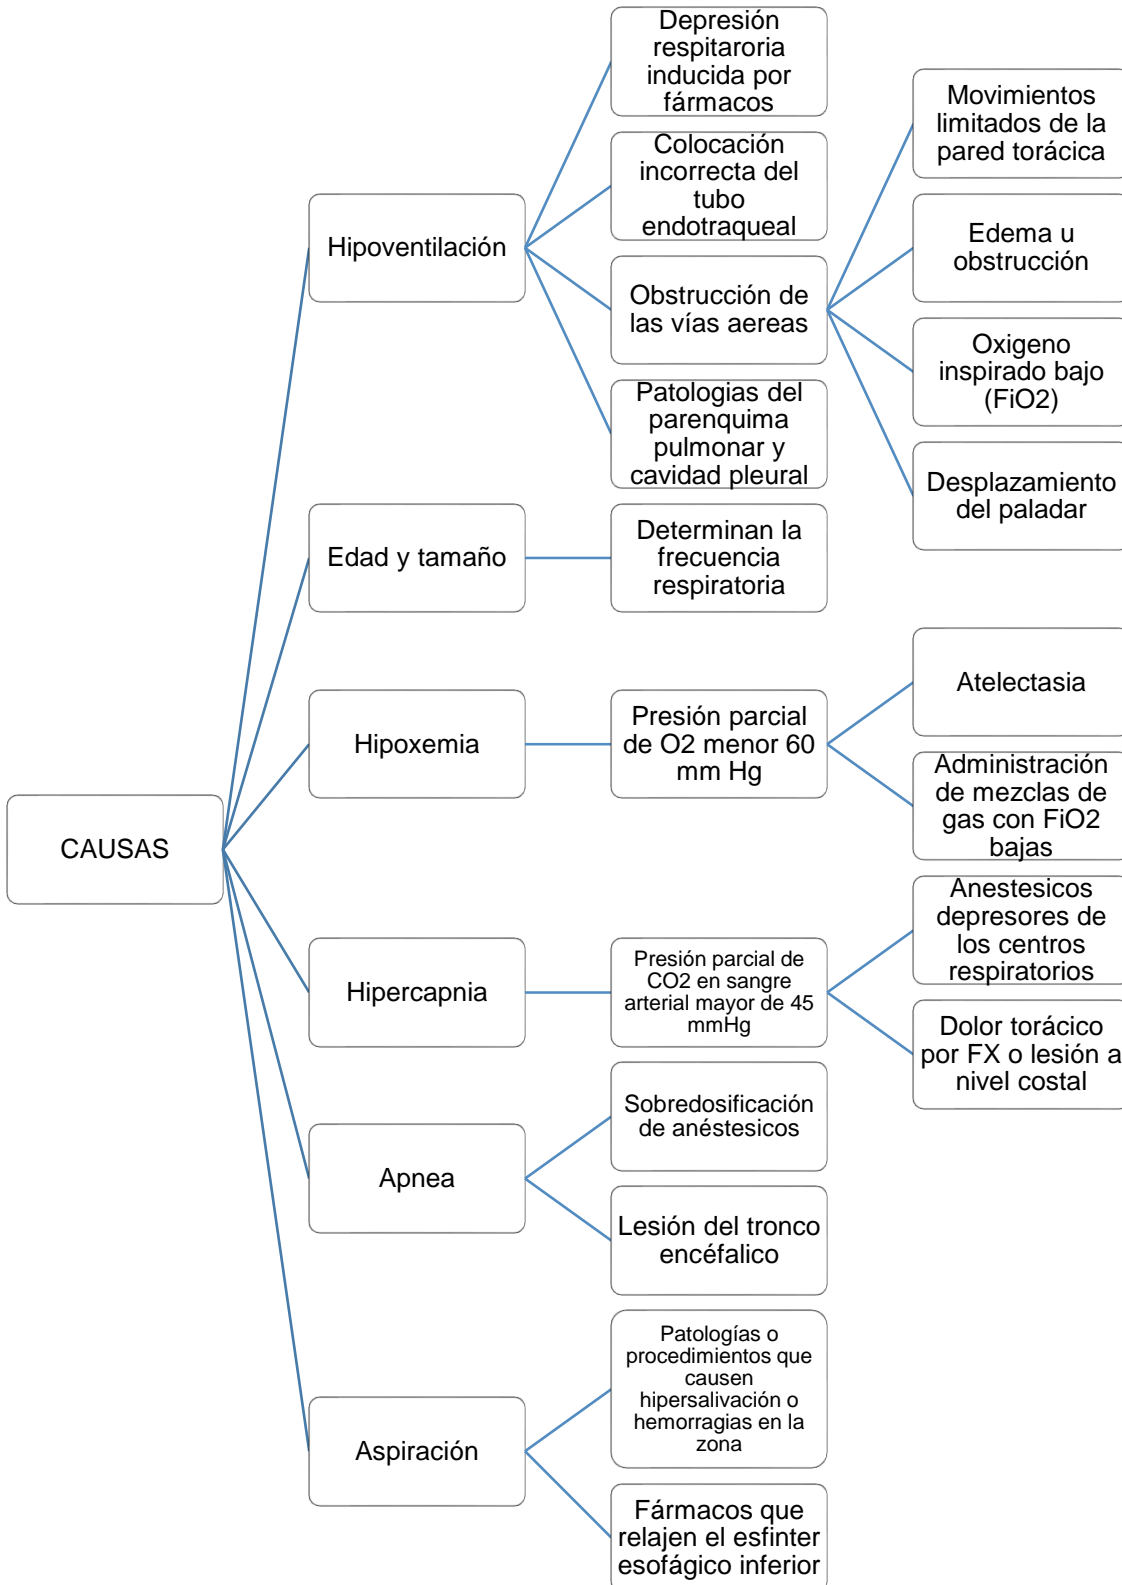 CAUSAS
Hipoventilación
Depresión
respitaroria
inducida por
fármacos
Colocación
incorrecta del
tubo
endotraqueal
Obstrucción de
las vías aereas
Movimientos
limitados de la
pared torácica
Edema u
obstrucción
Oxigeno
inspirado bajo
(FiO2)
Desplazamiento
del paladar
Patologias del
parenquima
pulmonar y
cavidad pleural
Edad y tamaño
Determinan la
frecuencia
respiratoria
Hipoxemia
Presión parcial
de O2 menor 60
mm Hg
Atelectasia
Administración
de mezclas de
gas con FiO2
bajas
Hipercapnia
Presión parcial de
CO2 en sangre
arterial mayor de 45
mmHg
Anestesicos
depresores de
los centros
respiratorios
Dolor torácico
por FX o lesión a
nivel costal
Apnea
Sobredosificación
de anéstesicos
Lesión del tronco
encéfalico
Aspiración
Patologías o
procedimientos que
causen
hipersalivación o
hemorragias en la
zona
Fármacos que
relajen el esfinter
esofágico inferior